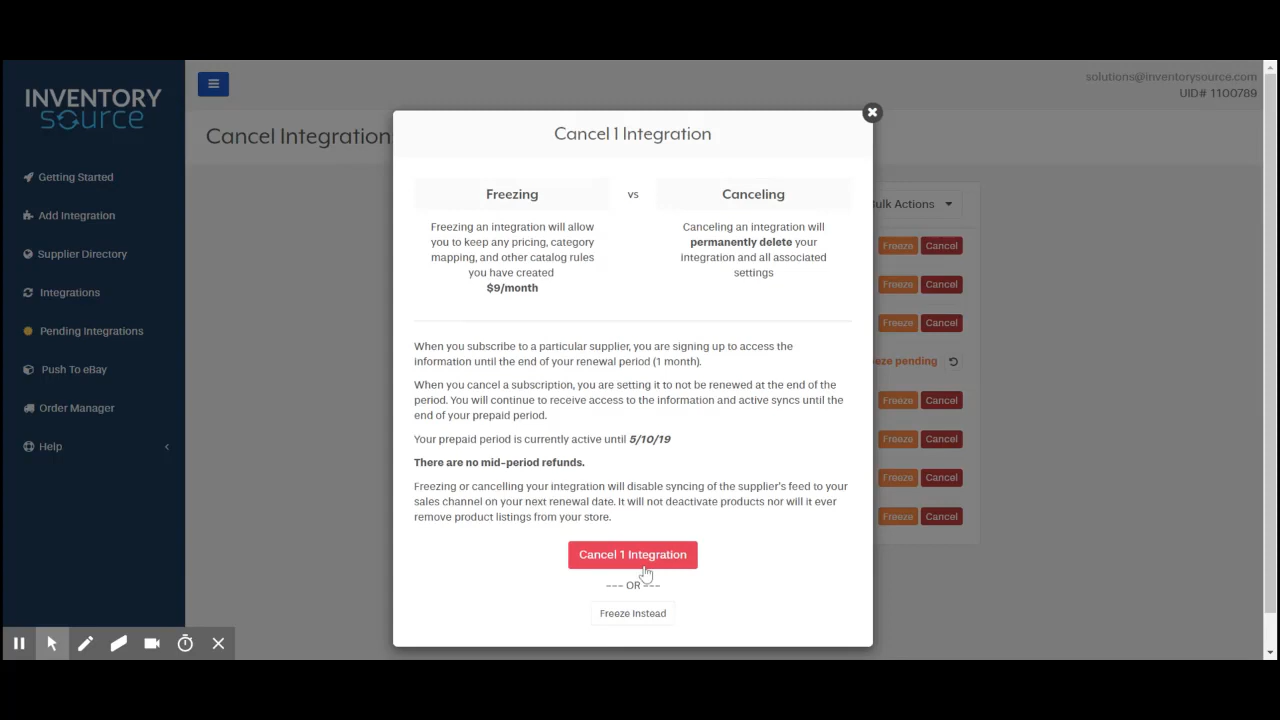 INVENTORY
source
Getting Started
Add Integration
Supplier Directory
Integrations
Pending Integrations
Push To eBay
Order Manager
Help
solutions@inventorysource.com
UID# 1100789
Cancel Integration
Bulk Actions
Freeze Cancel
Freeze Cancel
Freeze Cancel
eeze pending
Freeze Cancel
Freeze Cancel
Freeze Cancel
Freeze Cancel
Cancel 1 Integration
Freezing vs Canceling
Freezing an integration will allow
you to keep any pricing, category
mapping, and other catalog rules
you have created
$9/month
Canceling an integration will
permanently delete your
integration and all associated
settings
When you subscribe to a particular supplier, you are signing up to access the
information until the end of your renewal period (1 month).
When you cancel a subscription, you are setting it to not be renewed at the end of the
period. You will continue to receive access to the information and active syncs until the
end of your prepaid period.
Your prepaid period is currently active until 5/10/19
There are no mid-period refunds.
Freezing or cancelling your integration will disable syncing of the supplier's feed to your
sales channel on your next renewal date. It will not deactivate products nor will it ever
remove product listings from your store.
Cancel 1 Integration
--- OR ---
Freeze Instead